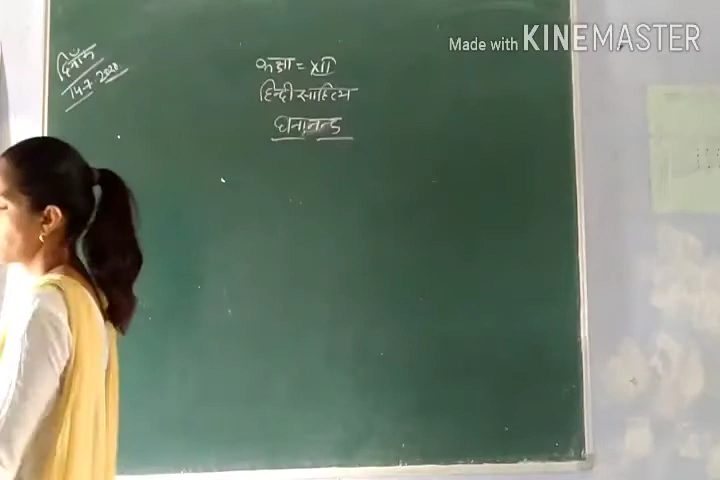 Made with KINEMASTER
दिनाँक
14-7-2020
कक्षा = XII
हिन्दी साहित्य
घनानन्द